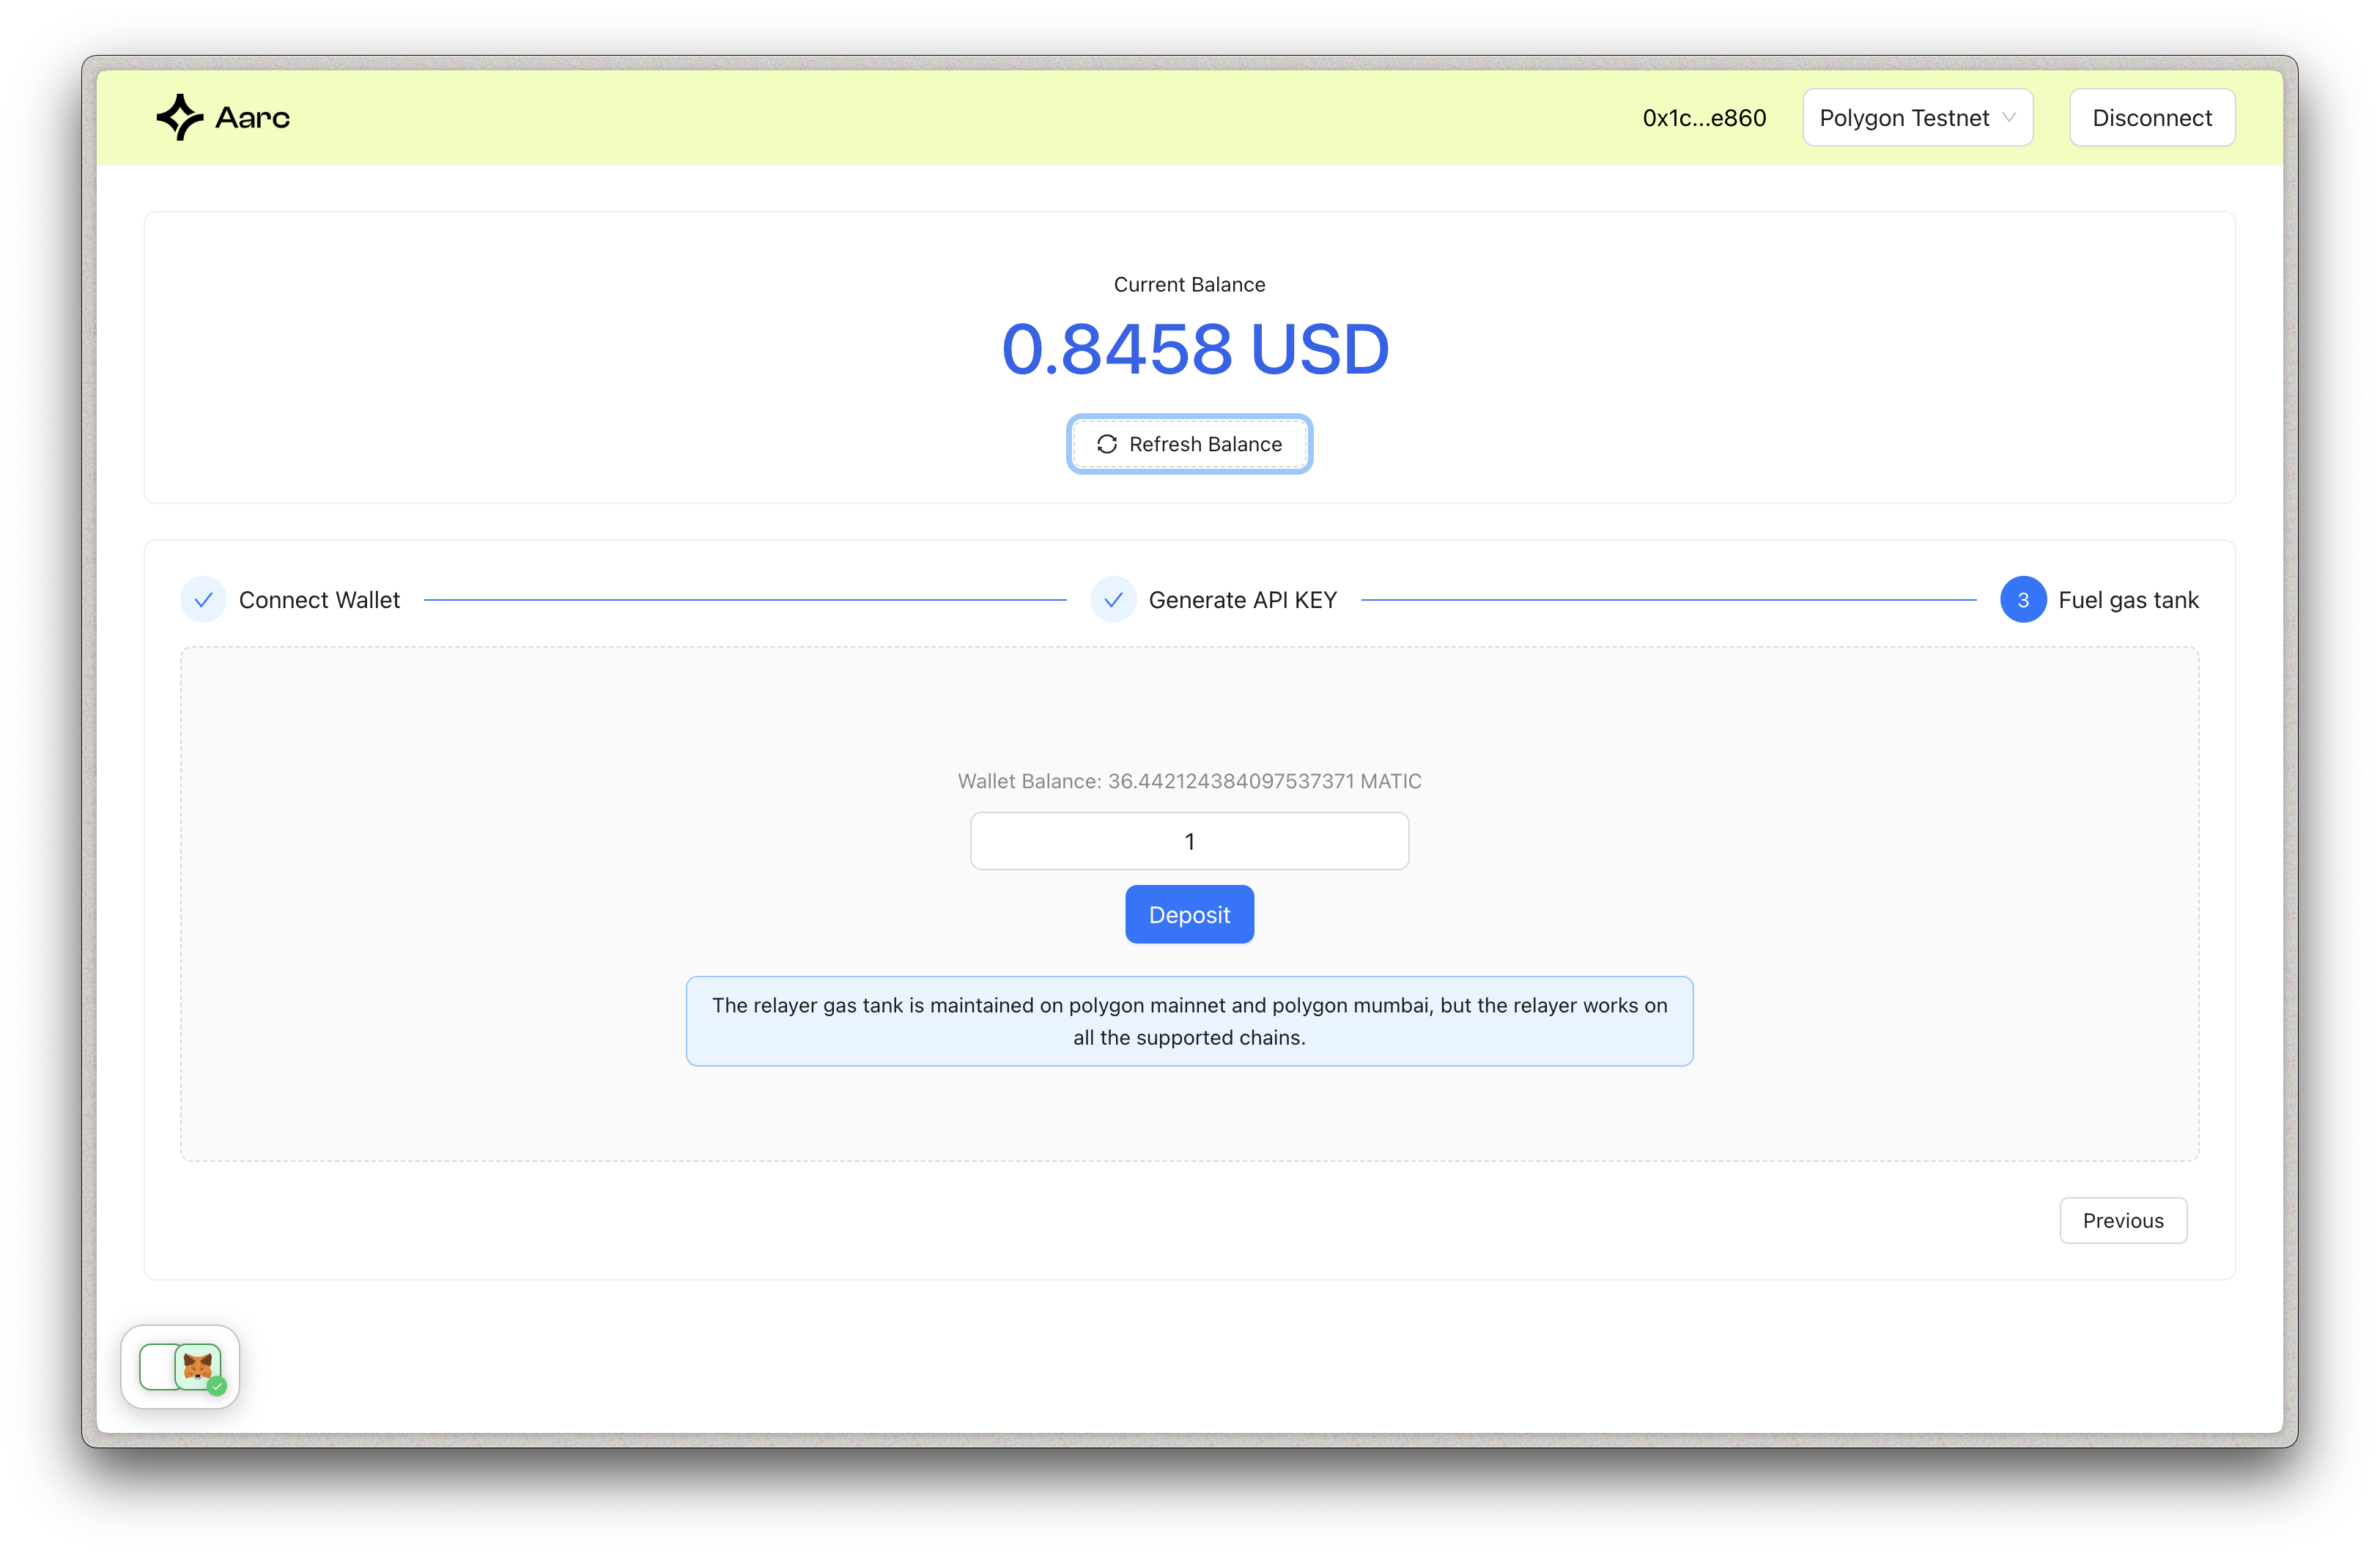 Aarc
0x1c...e860
Polygon Testnet
Disconnect
Current Balance
0.8458 USD
Refresh Balance
Connect Wallet
Generate API KEY
3
Fuel gas tank
Wallet Balance: 36.442124384097537371 MATIC
1
Deposit
The relayer gas tank is maintained on polygon mainnet and polygon mumbai, but the relayer works on
all the supported chains.
Previous